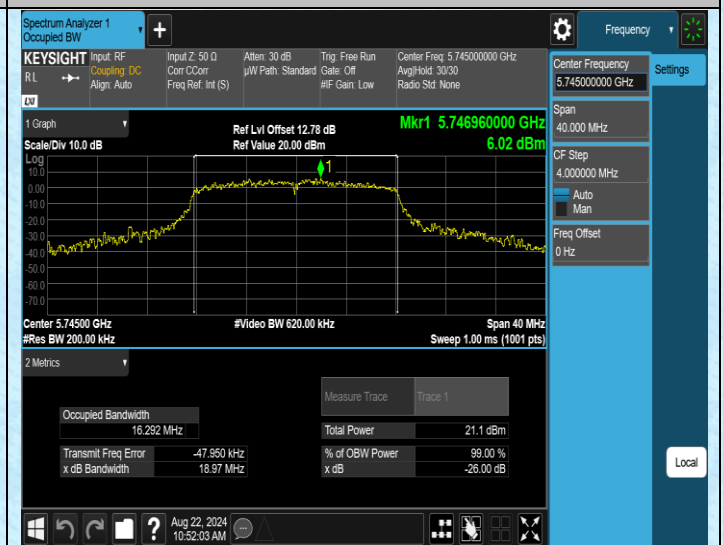 Spectrum Analyzer 1
Occupied BW
+
Frequency
KEYSIGHT
R L
LXI
Input: RF
Coupling: DC
Align: Auto
Input Z: 50 Ω
Corr CCorr
Freq Ref: Int (S)
Atten: 30 dB
µW Path: Standard
Trig: Free Run
Gate: Off
#IF Gain: Low
Center Freq: 5.745000000 GHz
Avg|Hold: 30/30
Radio Std: None
Center Frequency
5.745000000 GHz
Settings
Span
40.000 MHz
CF Step
4.000000 MHz
Auto
Man
Freq Offset
0 Hz
1 Graph
Scale/Div 10.0 dB
Ref Lvl Offset 12.78 dB
Ref Value 20.00 dBm
Mkr1 5.746960000 GHz
6.02 dBm
Log
10.0
0.00
-10.0
-20.0
-30.0
-40.0
-50.0
-60.0
-70.0
1
Center 5.74500 GHz
#Res BW 200.00 kHz
#Video BW 620.00 kHz
Span 40 MHz
Sweep 1.00 ms (1001 pts)
2 Metrics
Measure Trace
Trace 1
Occupied Bandwidth
16.292 MHz
Total Power 21.1 dBm
Transmit Freq Error -47.950 kHz
% of OBW Power 99.00 %
x dB Bandwidth 18.97 MHz
x dB -26.00 dB
Local
?
Aug 22, 2024
10:52:03 AM